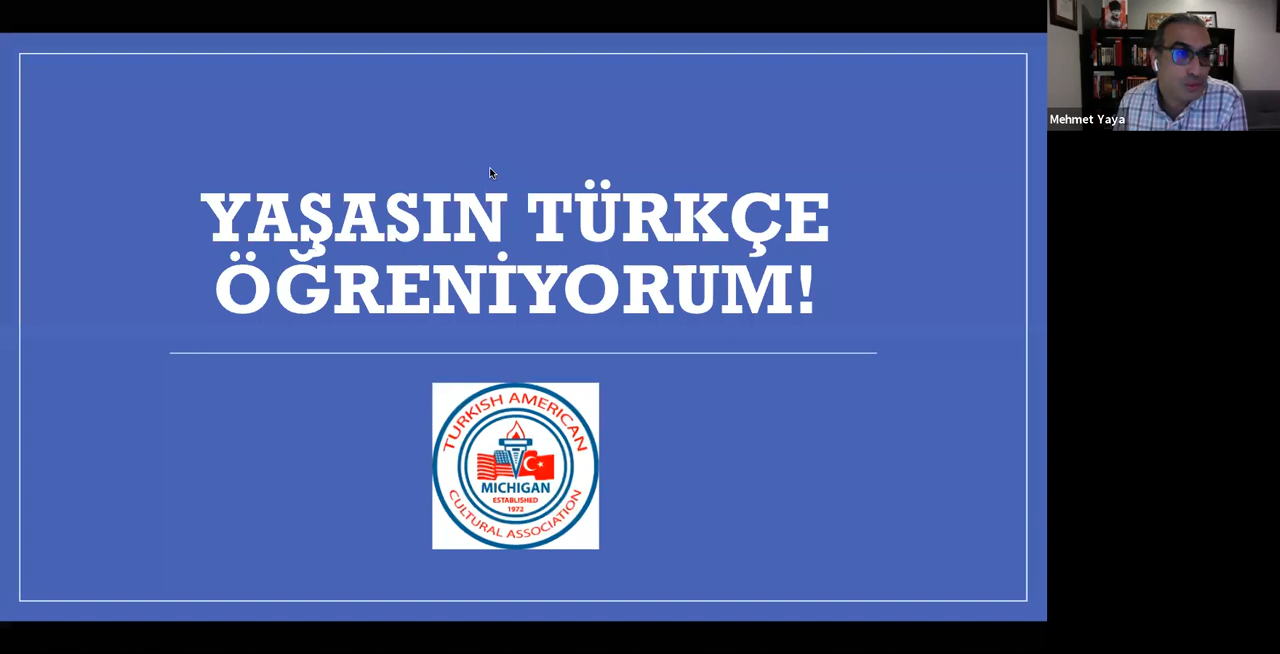 YAŞASIN TÜRKÇE
ÖĞRENİYORUM!
TURKISH AMERICAN
MICHIGAN
ESTABLISHED
1972
CULTURAL ASSOCIATION
Mehmet Yaya